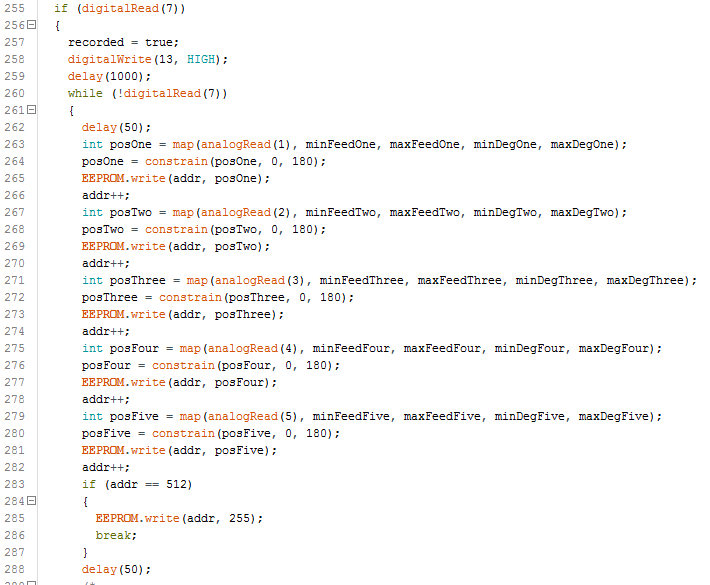 255 if (digitalRead(7))
256 {
257 recorded = true;
258 digitalWrite(13, HIGH);
259 delay(1000);
260 while (!digitalRead(7))
261 {
262 delay(50);
263 int posOne = map(analogRead(1), minFeedOne, maxFeedOne, minDegOne, maxDegOne);
264 posOne = constrain(posOne, 0, 180);
265 EEPROM.write(addr, posOne);
266 addr++;
267 int posTwo = map(analogRead(2), minFeedTwo, maxFeedTwo, minDegTwo, maxDegTwo);
268 posTwo = constrain(posTwo, 0, 180);
269 EEPROM.write(addr, posTwo);
270 addr++;
271 int posThree = map(analogRead(3), minFeedThree, maxFeedThree, minDegThree, maxDegThree);
272 posThree = constrain(posThree, 0, 180);
273 EEPROM.write(addr, posThree);
274 addr++;
275 int posFour = map(analogRead(4), minFeedFour, maxFeedFour, minDegFour, maxDegFour);
276 posFour = constrain(posFour, 0, 180);
277 EEPROM.write(addr, posFour);
278 addr++;
279 int posFive = map(analogRead(5), minFeedFive, maxFeedFive, minDegFive, maxDegFive);
280 posFive = constrain(posFive, 0, 180);
281 EEPROM.write(addr, posFive);
282 addr++;
283 if (addr == 512)
284 {
285 EEPROM.write(addr, 255);
286 break;
287 }
288 delay(50);